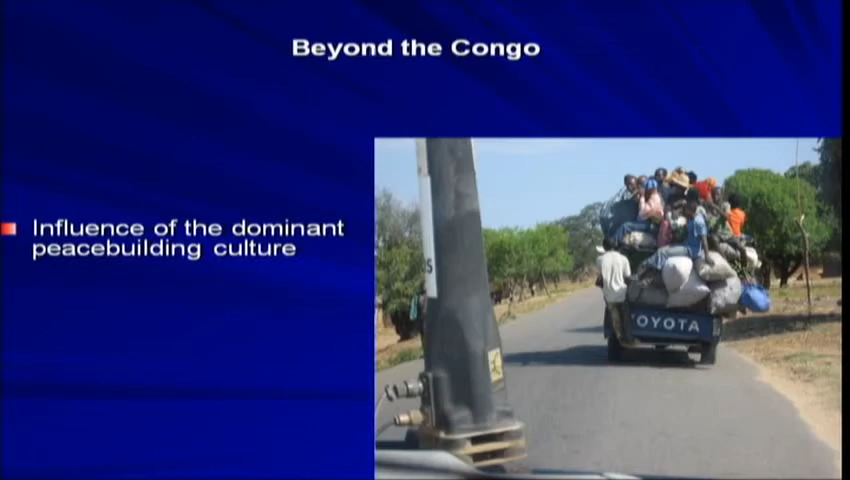 Beyond the Congo
Influence of the dominant
peacebuilding culture
TOYOTA